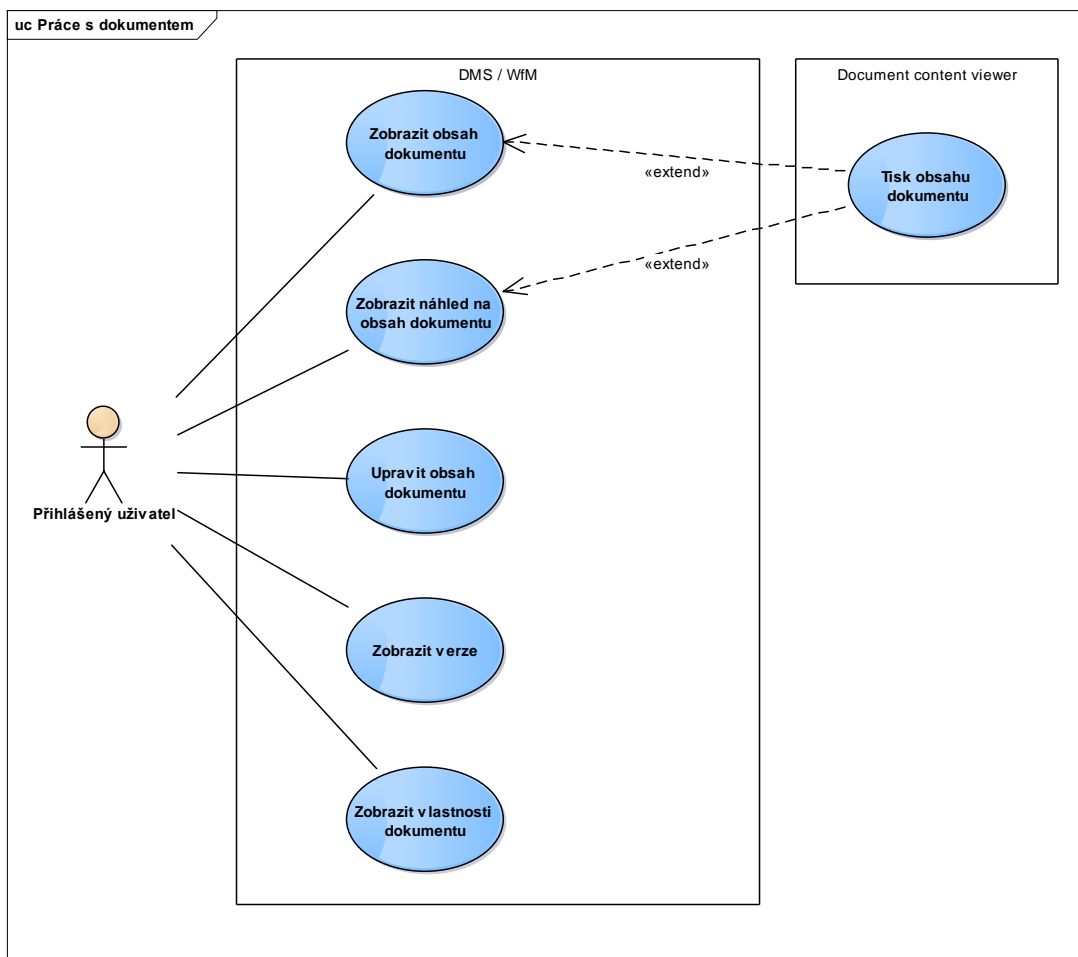 uc Práce s dokumentem
DMS / WfM
Document content viewer
Zobrazit obsah
dokumentu
Tisk obsahu
dokumentu
«extend»
«extend»
Zobrazit náhled na
obsah dokumentu
Upravit obsah
dokumentu
Přihlášený uživatel
Zobrazit verze
Zobrazit vlastnosti
dokumentu